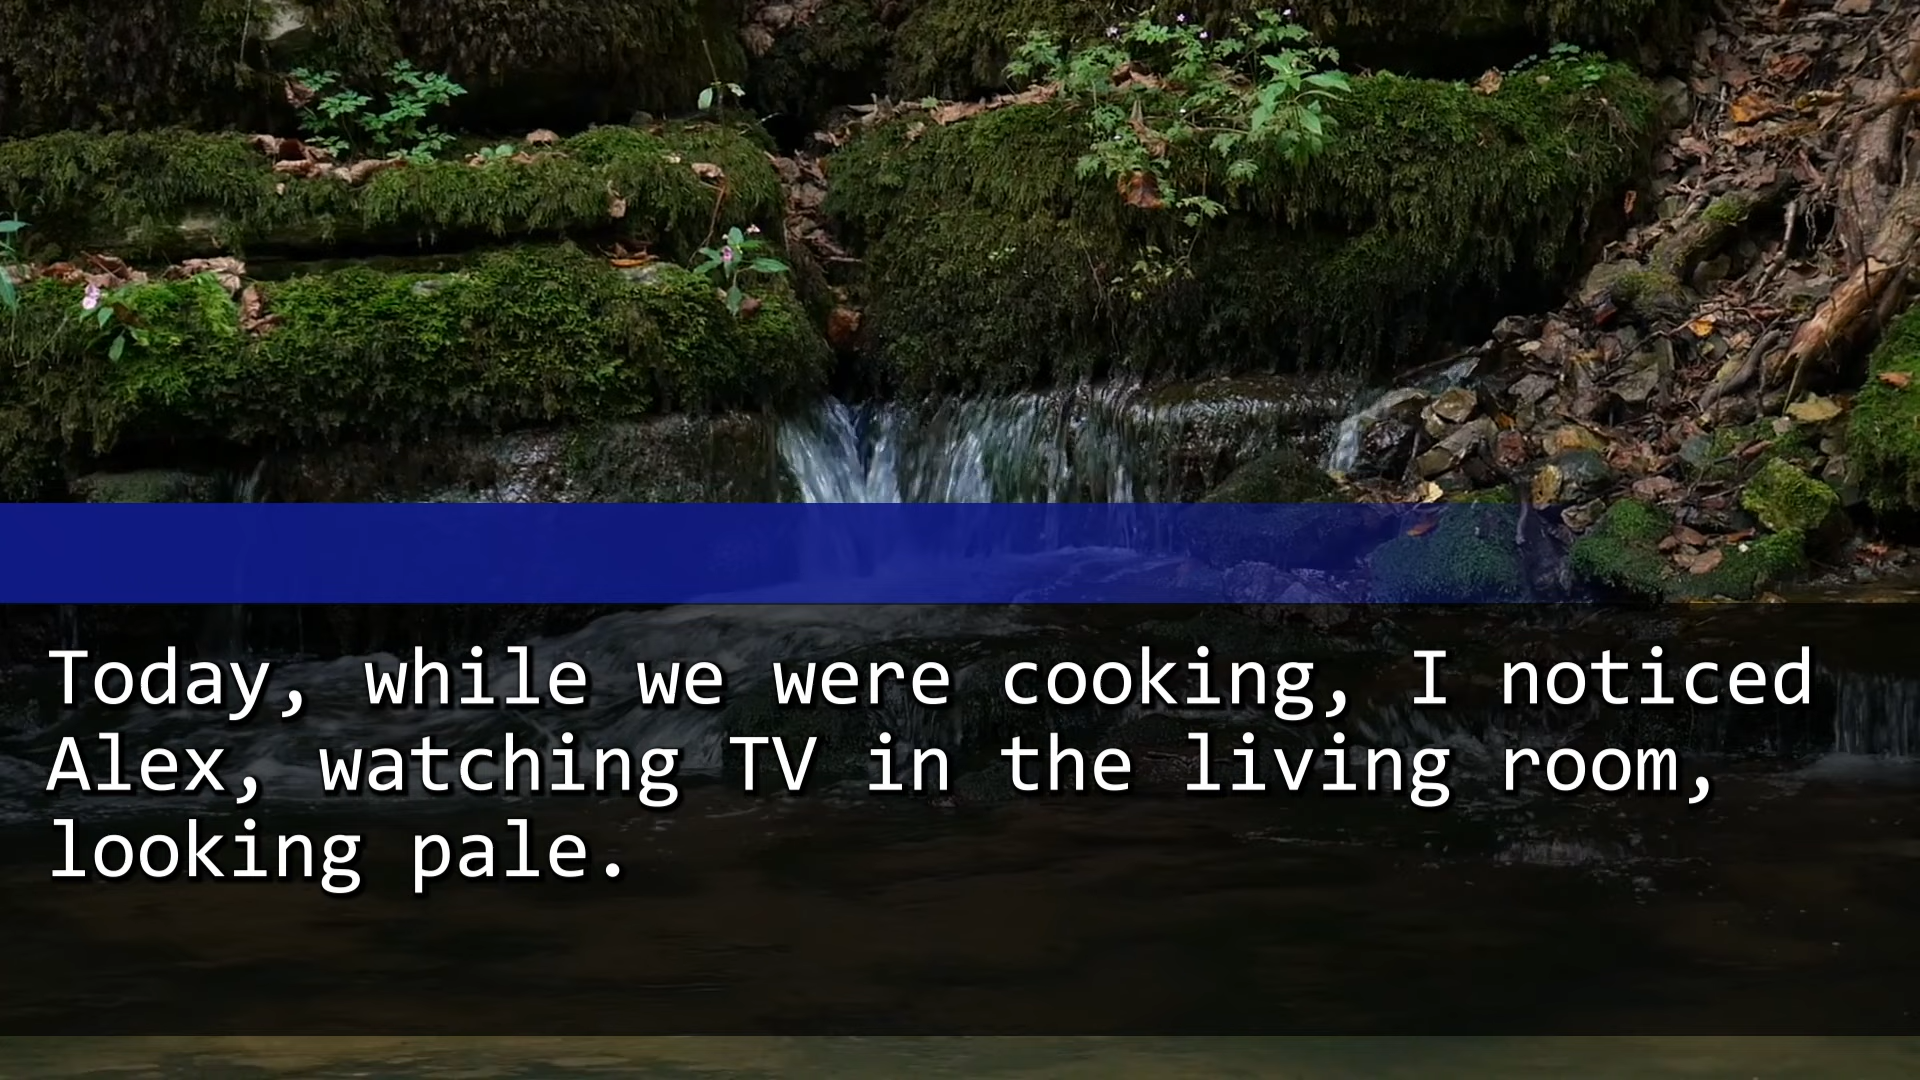 Today, while we were cooking, I noticed
Alex, watching TV in the living room,
looking pale.